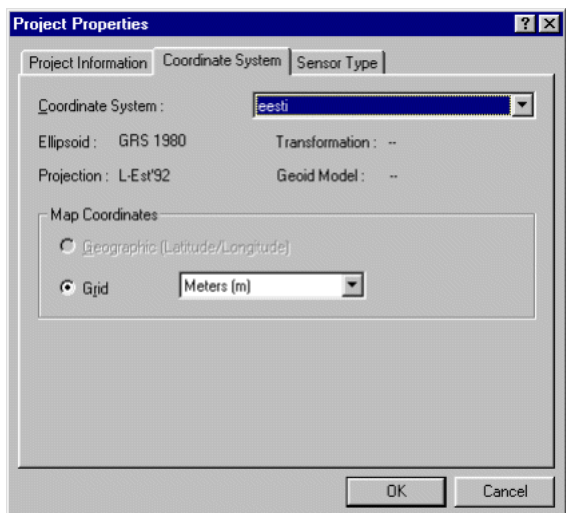 Project Properties
Project Information Coordinate System Sensor Type
Coordinate System : eesti
Ellipsoid : GRS 1980 Transformation : --
Projection : L-Est'92 Geoid Model : --
Map Coordinates
Geographic (Latitude/Longitude)
Grid Meters (m)
OK Cancel